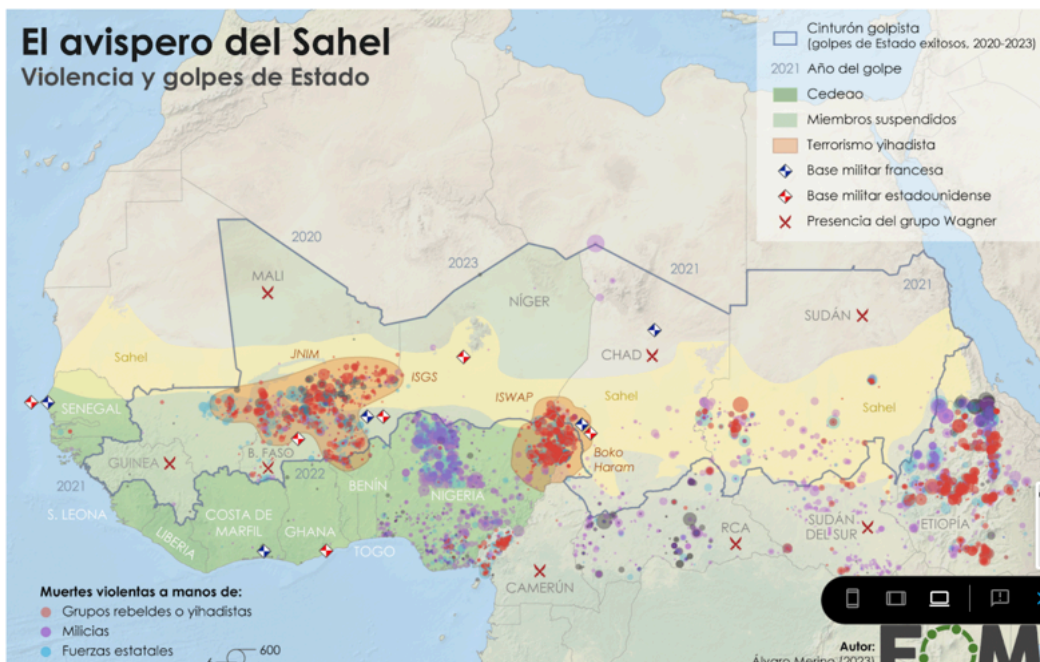 El avispero del Sahel
Violencia y golpes de Estado
Cinturón golpista
(golpes de Estado exitosos, 2020-2023)
2021 Año del golpe
Cedeao
Miembros suspendidos
Terrorismo yihadista
Base militar francesa
Base militar estadounidense
Presencia del grupo Wagner
2020
MALI
2023
2021
NÍGER
2021
SUDÁN
CHAD
Sahel
JNIM
ISGS
ISWAP
Sahel
Sahel
SENEGAL
Boko
Haram
GUINEA
B. FASO
2022
2021
BENÍN
NIGERIA
S. LEONA
LIBERIA
COSTA DE
MARFIL
GHANA
TOGO
RCA
SUDÁN
DEL SUR
ETIOPÍA
CAMERÚN
Muertes violentas a manos de:
Grupos rebeldes o yihadistas
Milicias
Fuerzas estatales
600
Autor:
Álvaro Merino (2023)
EOM